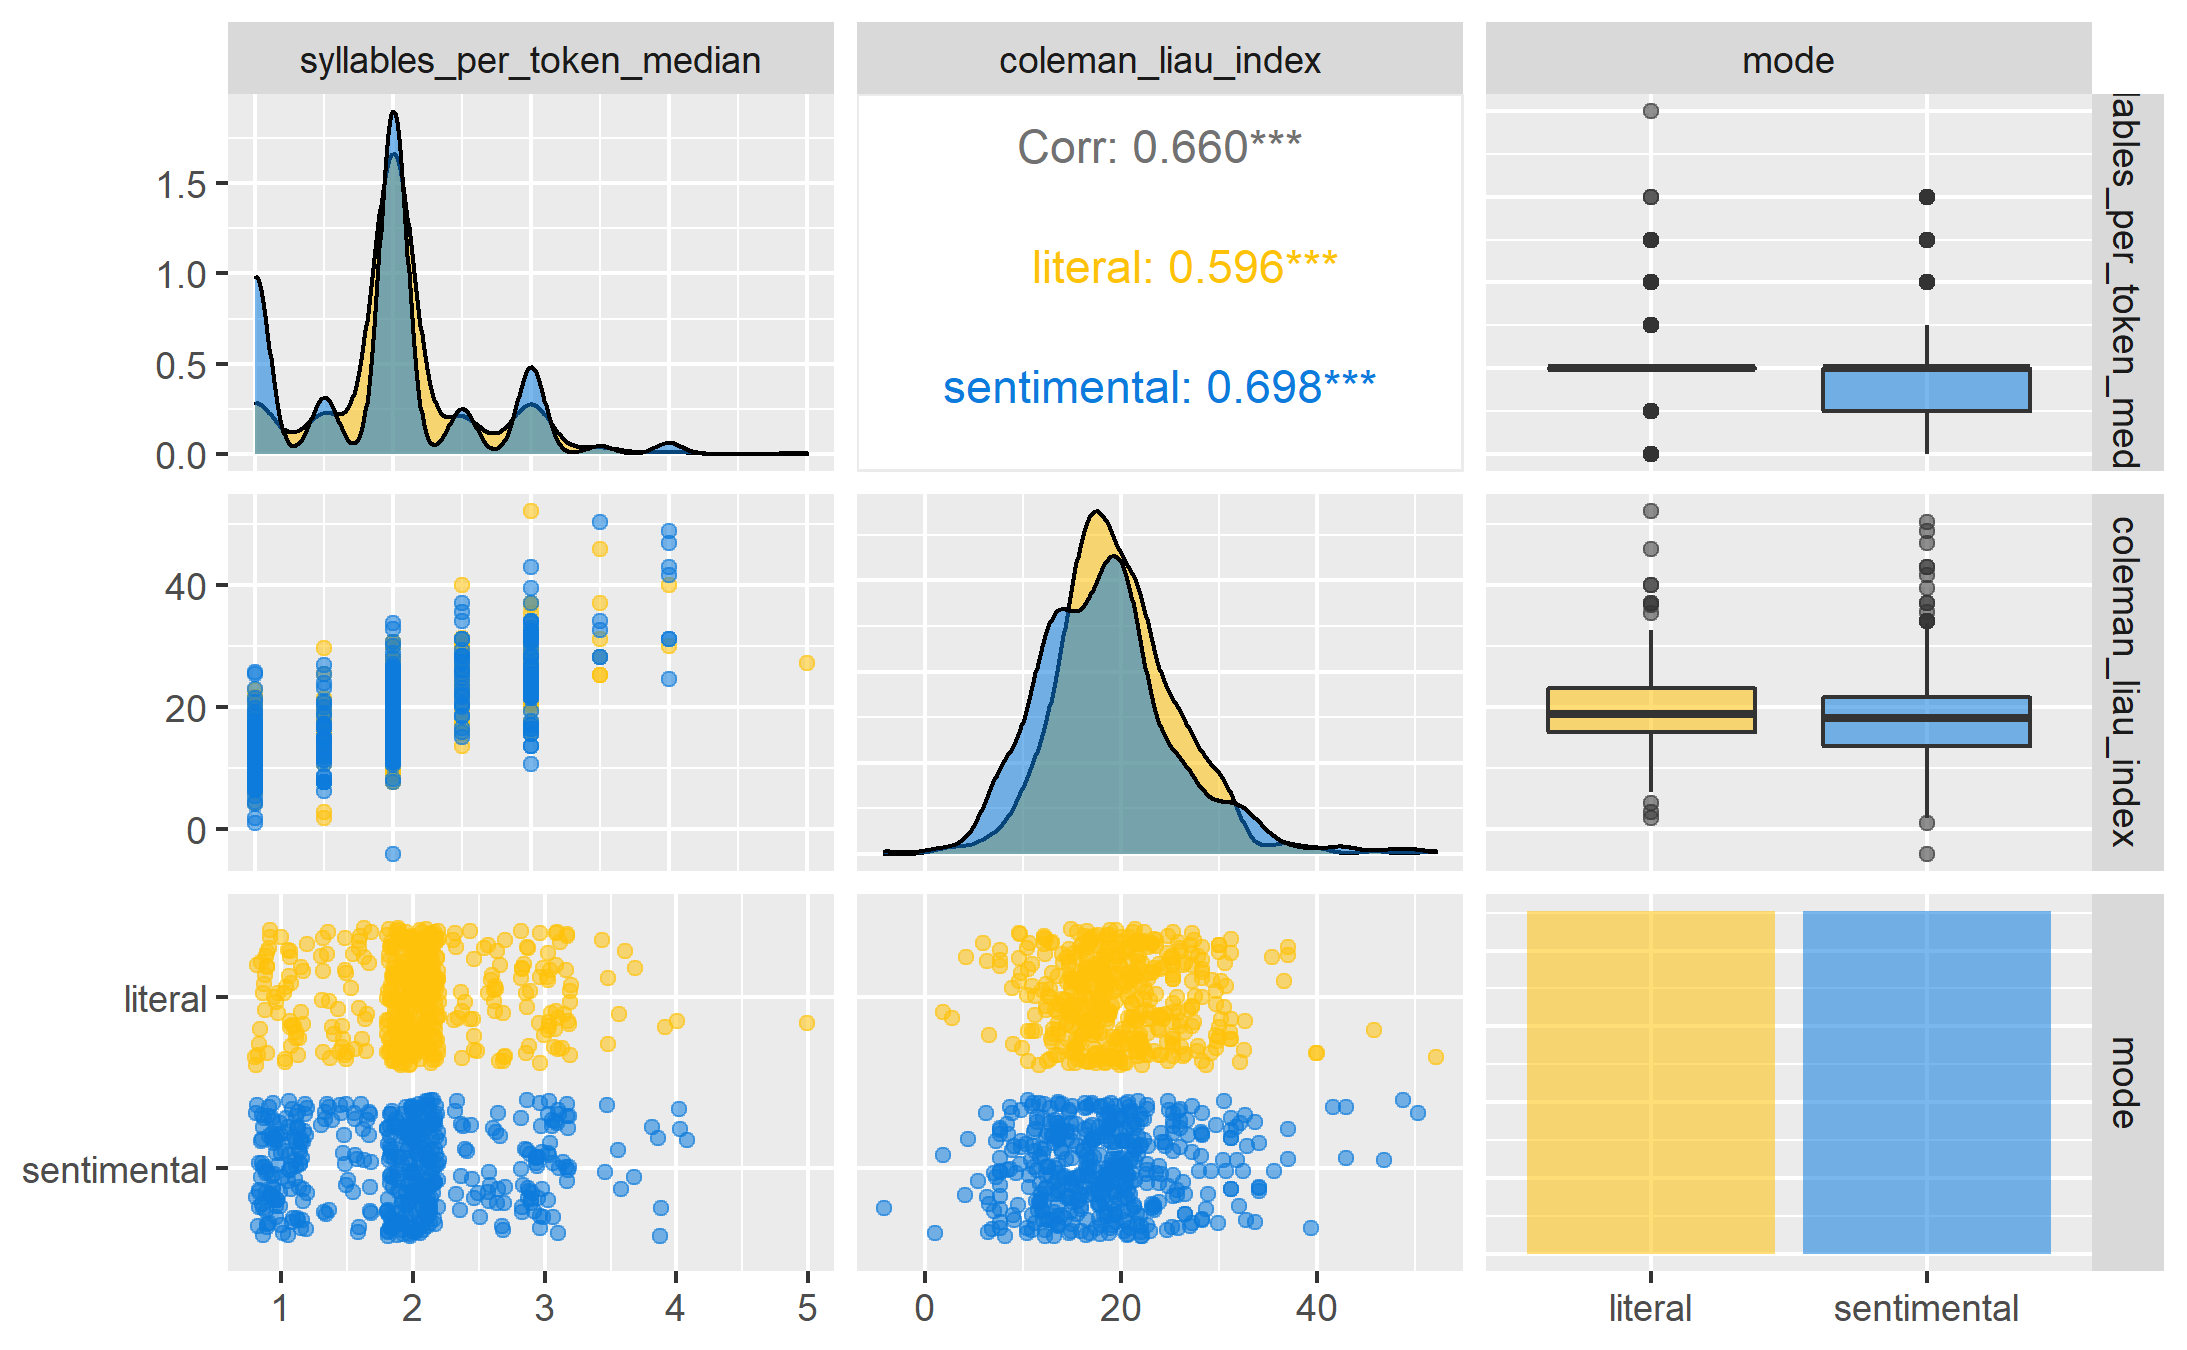 syllables_per_token_median
coleman_liau_index
mode
1.5
1.0
0.5
0.0
Corr: 0.660***
literal: 0.596***
sentimental: 0.698***
lables_per_token_med
40
20
0
coleman_liau_index
literal
sentimental
mode
1
2
3
4
5
0
20
40
literal
sentimental